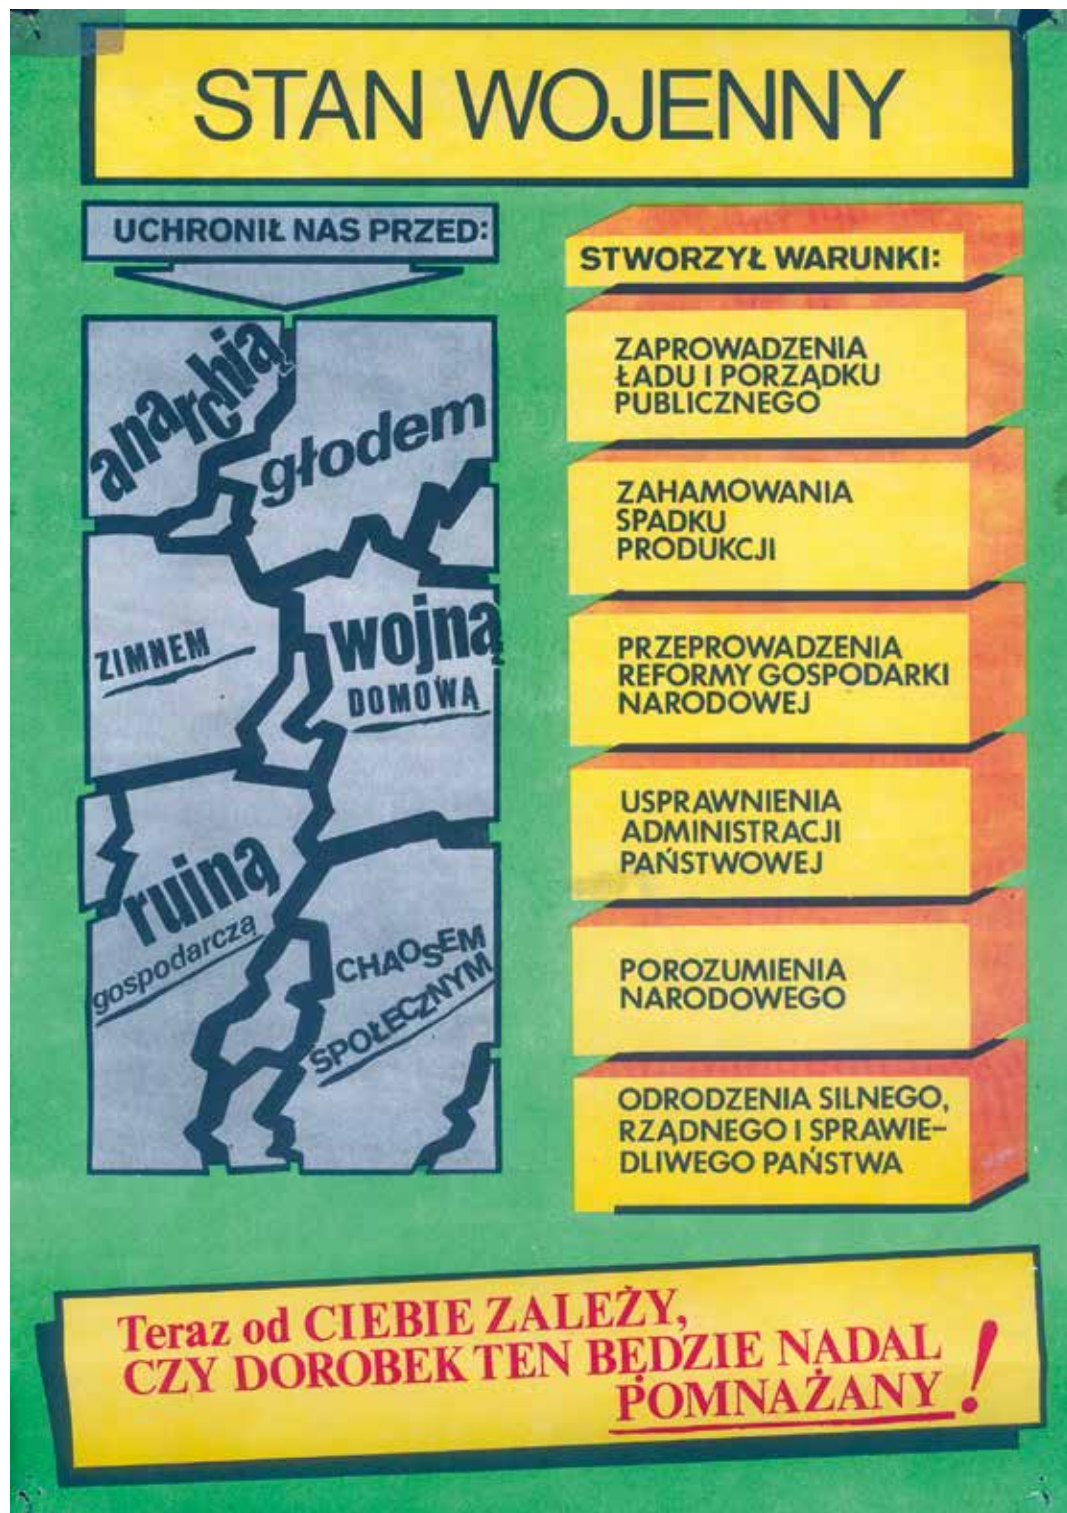 STAN WOJENNY
UCHRONIŁ NAS PRZED:
anarchią
głodem
ZIMNEM
wojną
DOMOWĄ
ruiną
gospodarczą
CHAOSEM
SPOŁECZNYM
STWORZYŁ WARUNKI:
ZAPROWADZENIA
ŁADU I PORZĄDKU
PUBLICZNEGO
ZAHAMOWANIA
SPADKU
PRODUKCJI
PRZEPROWADZENIA
REFORMY GOSPODARKI
NARODOWEJ
USPRAWNIENIA
ADMINISTRACJI
PAŃSTWOWEJ
POROZUMIENIA
NARODOWEGO
ODRODZENIA SILNEGO,
RZĄDNEGO I SPRAWIE-
DLIWEGO PAŃSTWA
Teraz od CIEBIE ZALEŻY,
CZY DOROBEK TEN BĘDZIE NADAL
POMNAŻANY!